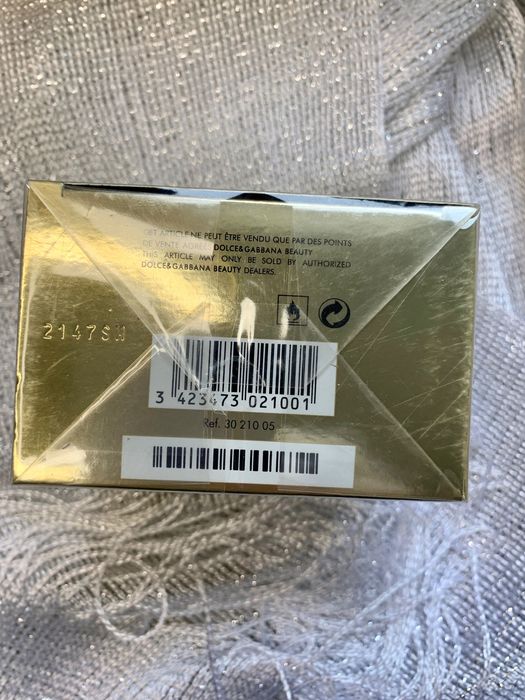 CET ARTICLE NE PEUT ÊTRE VENDU QUE PAR DES POINTS
DE VENTE AGRÉÉS DOLCE&GABBANA BEAUTY
THIS ARTICLE MAY ONLY BE SOLD BY AUTHORIZED
DOLCE&GABBANA BEAUTY DEALERS.
2147SH
3 423473 021001
Ref. 30 210 05